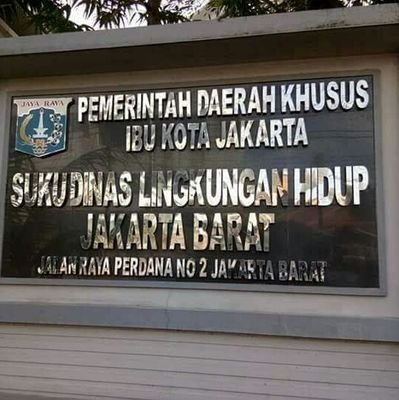 JAYA RAYA
PEMERINTAH DAERAH KHUSUS
IBU KOTA JAKARTA
SUKU DINAS LINGKUNGAN HIDUP
JAKARTA BARAT
JALAN RAYA PERDANA NO 2 JAKARTA BARAT